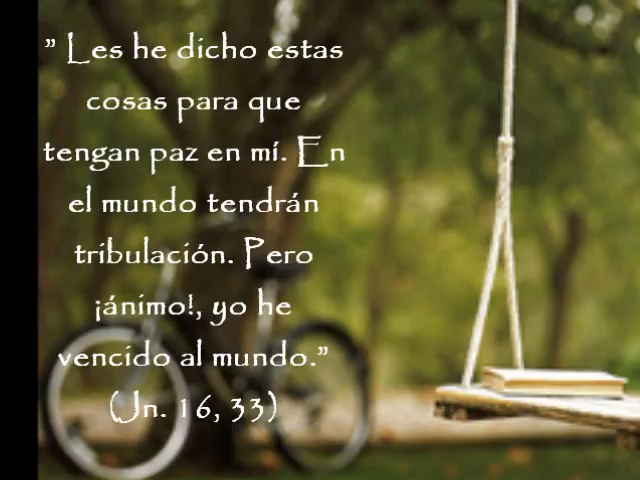 ” Les he dicho estas
cosas para que
tengan paz en mí. En
el mundo tendrán
tribulación. Pero
¡ánimo!, yo he
vencido al mundo.”
(Jn. 16, 33)